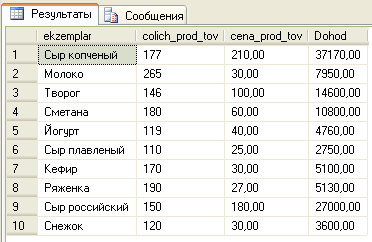 Результаты Сообщения
ekzemplar colich_prod_tov cena_prod_tov Dohod
1 Сыр копченый 177 210,00 37170,00
2 Молоко 265 30,00 7950,00
3 Творог 146 100,00 14600,00
4 Сметана 180 60,00 10800,00
5 Йогурт 119 40,00 4760,00
6 Сыр плавленый 110 25,00 2750,00
7 Кефир 170 30,00 5100,00
8 Ряженка 190 27,00 5130,00
9 Сыр российский 150 180,00 27000,00
10 Снежок 120 30,00 3600,00